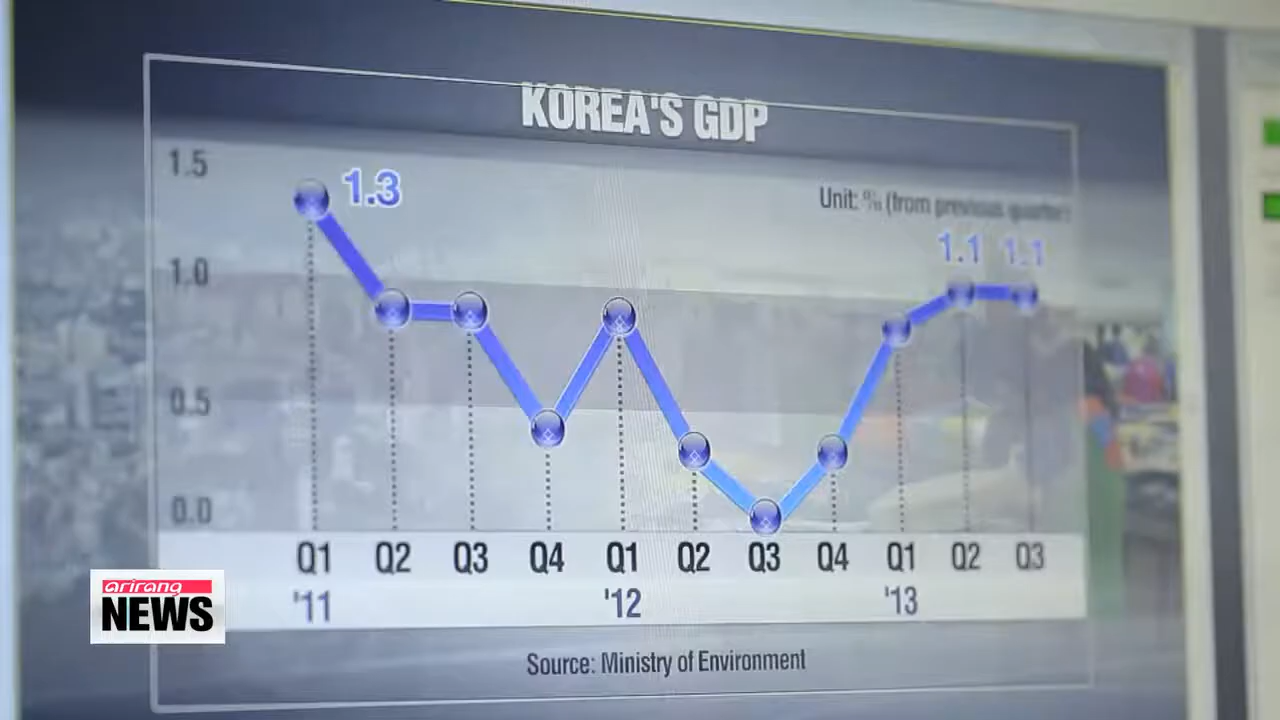 KOREA'S GDP
1.5
1.3
Unit: % (from previous quarter)
1.1 1.1
1.0
0.5
0.0
Q1 Q2 Q3 Q4 Q1 Q2 Q3 Q4 Q1 Q2 Q3
'11 '12 '13
arirang
NEWS
Source: Ministry of Environment